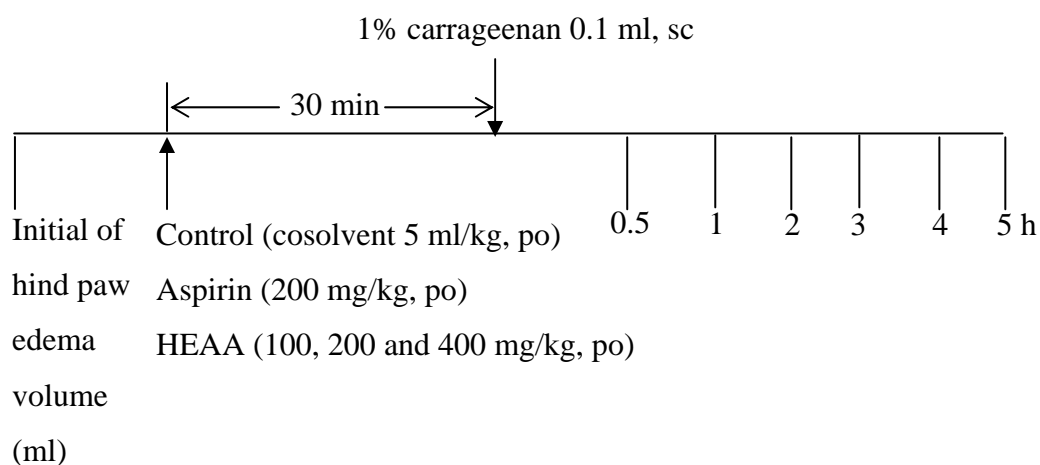 1% carrageenan 0.1 ml, sc
30 min
0.5 1 2 3 4 5 h
Initial of
hind paw
edema
volume
(ml)
Control (cosolvent 5 ml/kg, po)
Aspirin (200 mg/kg, po)
HEAA (100, 200 and 400 mg/kg, po)